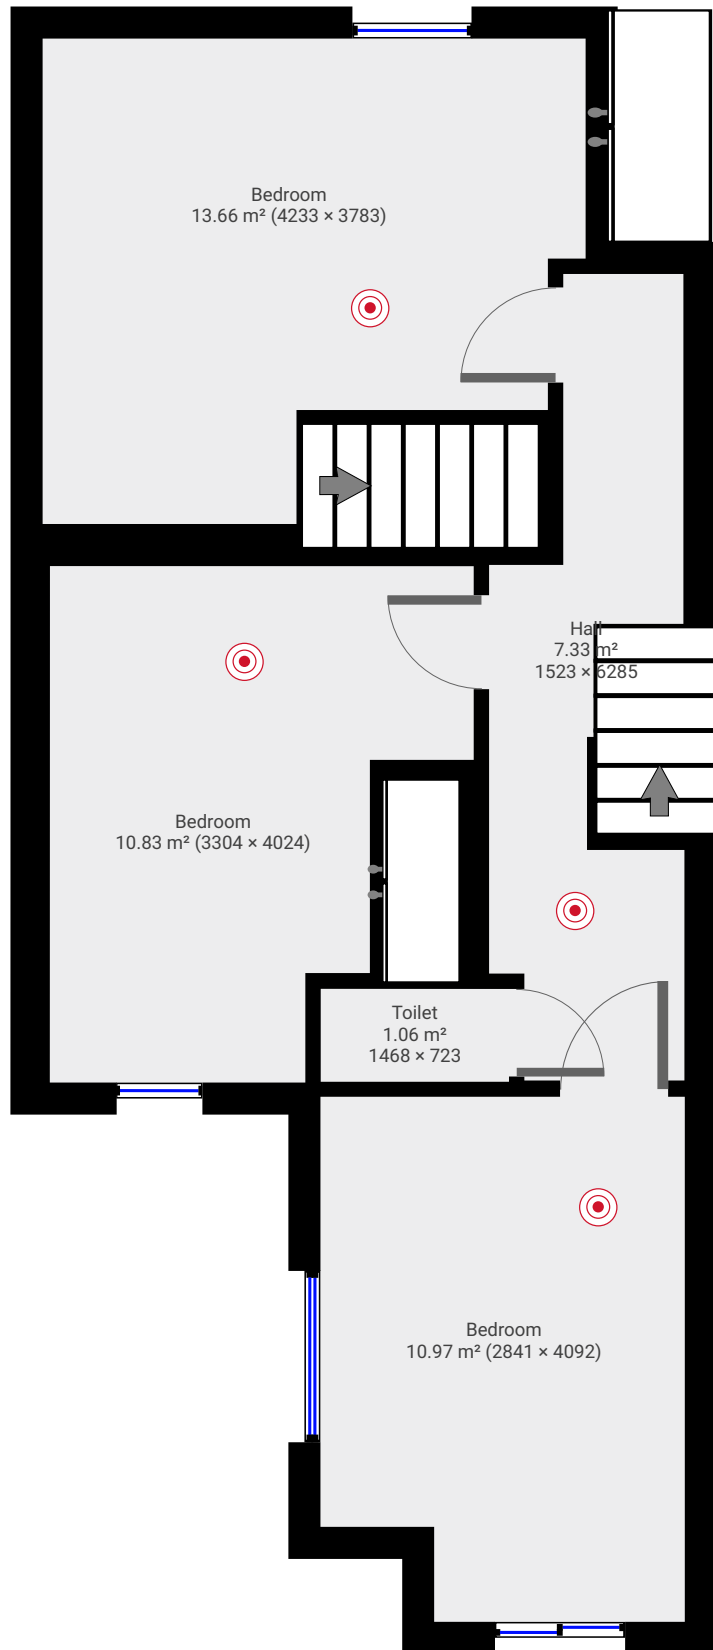 Bedroom
13.66 m² (4233 × 3783)
Hall
7.33 m²
1523 × 6285
Bedroom
10.83 m² (3304 × 4024)
Toilet
1.06 m²
1468 × 723
Bedroom
10.97 m² (2841 × 4092)